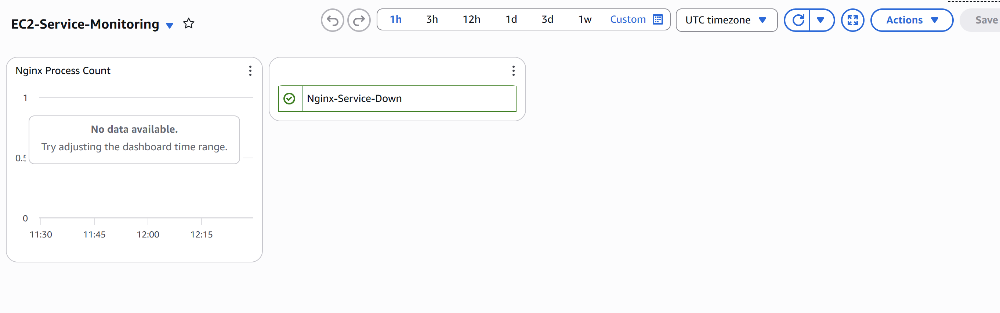 EC2-Service-Monitoring
1h 3h 12h 1d 3d 1w Custom
UTC timezone
Actions
Save
Nginx Process Count
1
No data available.
Try adjusting the dashboard time range.
0.5
0
11:30 11:45 12:00 12:15
Nginx-Service-Down